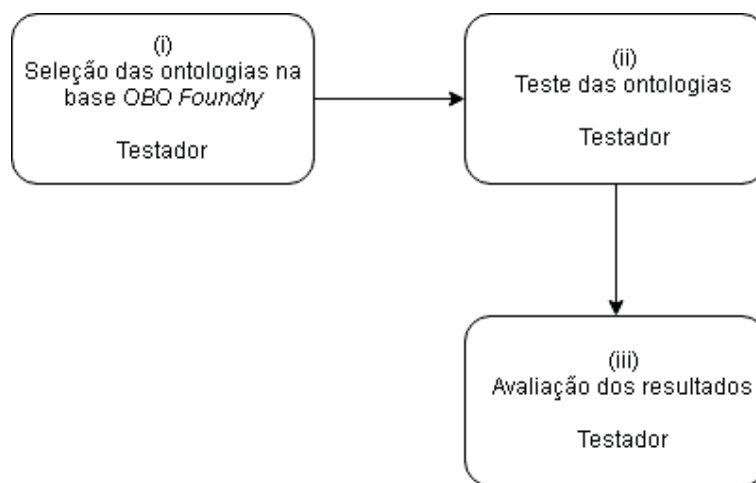 (i)
Seleção das ontologias na
base OBO Foundry
Testador
(ii)
Teste das ontologias
Testador
(iii)
Avaliação dos resultados
Testador